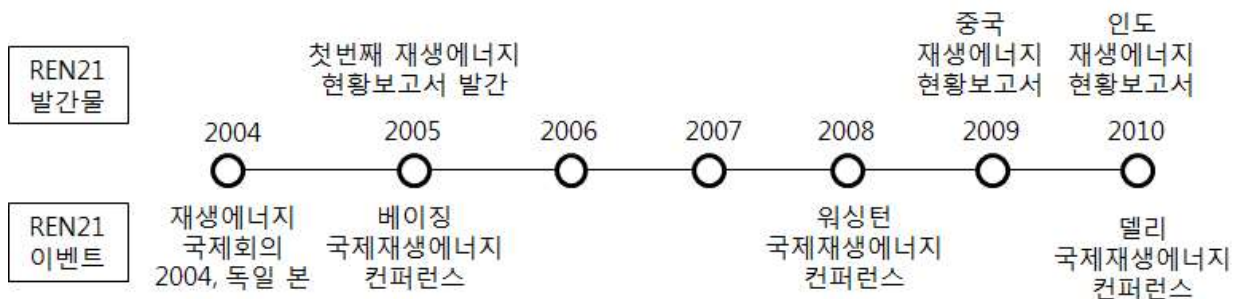 REN21
발간물
첫번째 재생에너지
현황보고서 발간
중국
재생에너지
현황보고서
인도
재생에너지
현황보고서
2004
2005
2006
2007
2008
2009
2010
REN21
이벤트
재생에너지
국제회의
2004, 독일 본
베이징
국제재생에너지
컨퍼런스
워싱턴
국제재생에너지
컨퍼런스
델리
국제재생에너지
컨퍼런스